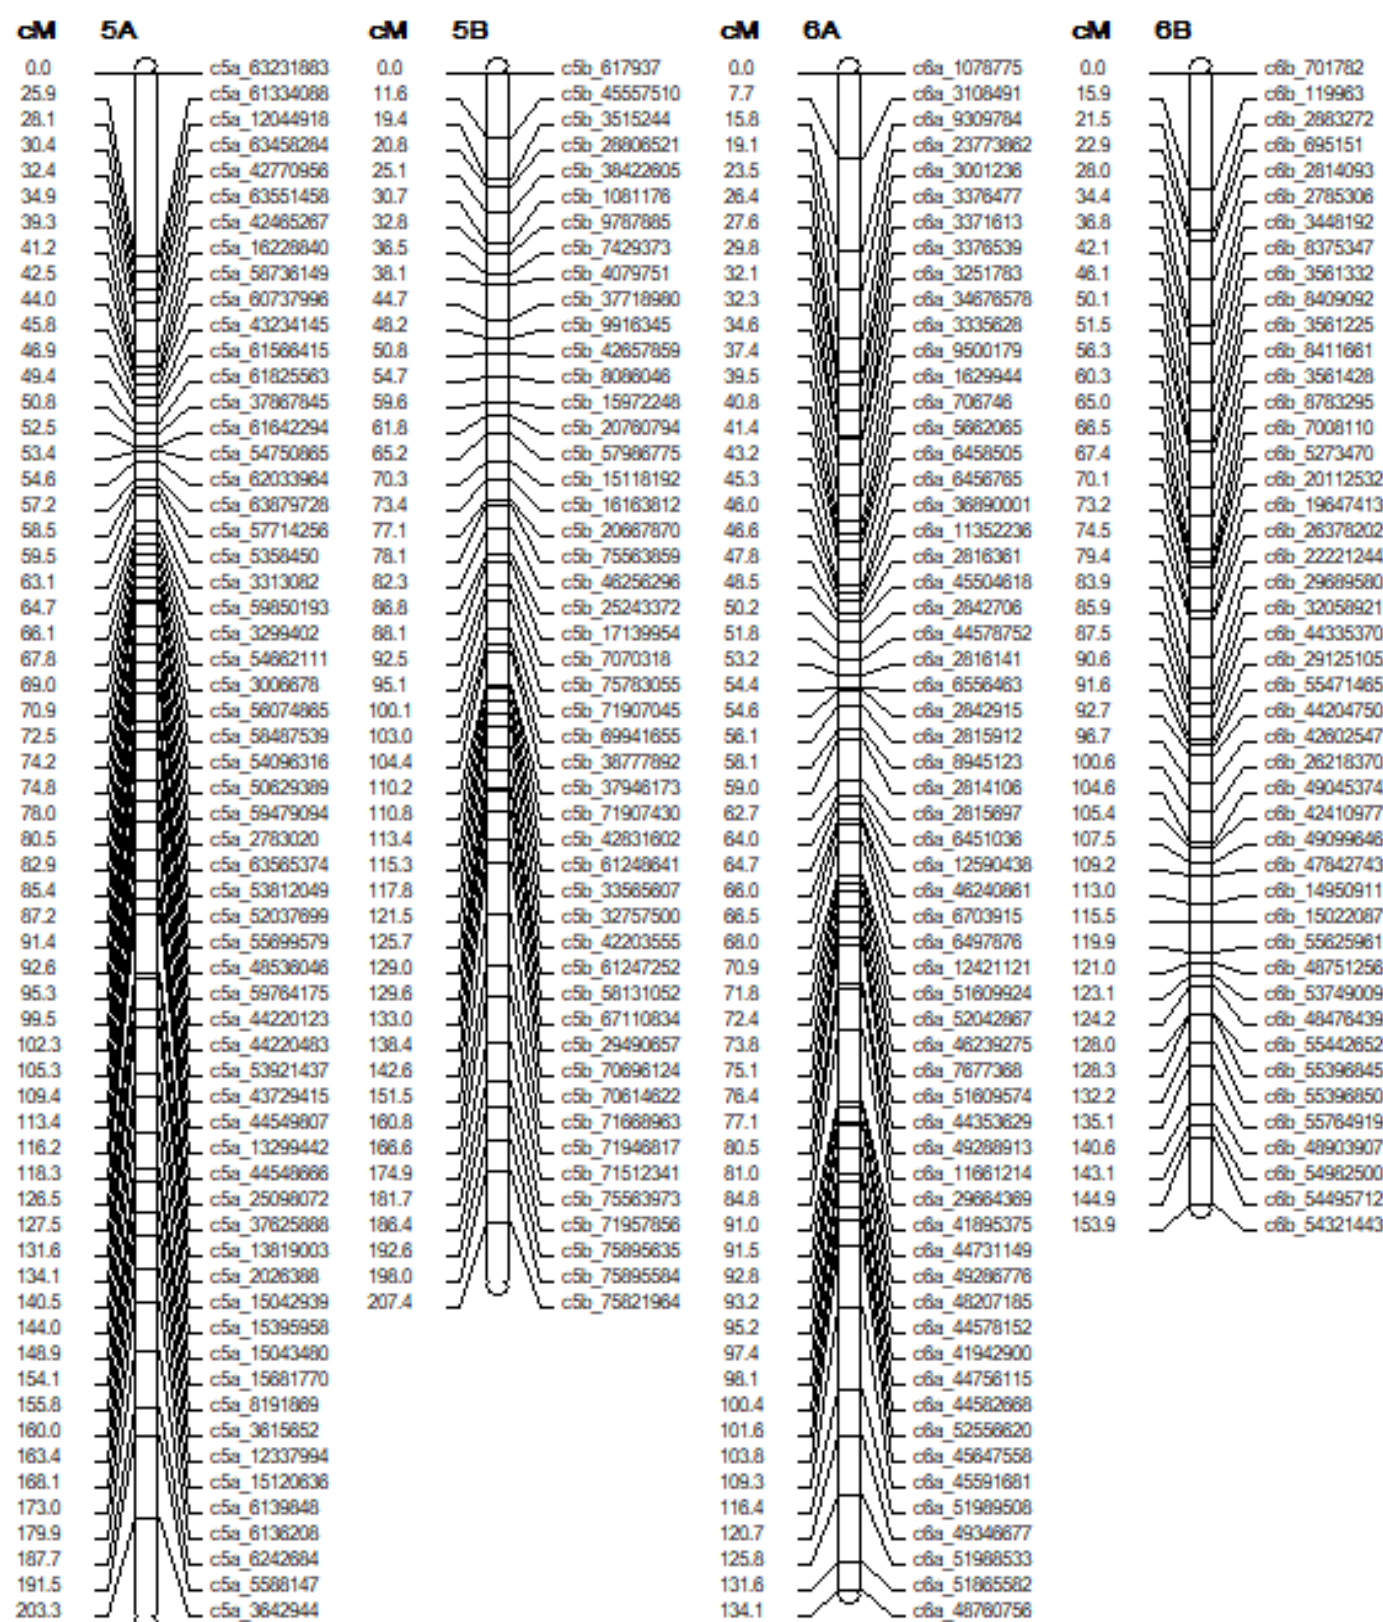 cM 5A cM 5B cM 6A cM 6B
0.0 c5a_63231883 0.0 c5b_617937 0.0 c6a_1078775 0.0 c6b_701782
25.9 c5a_61334088 11.6 c5b_45557510 7.7 c6a_3108491 15.9 c6b_119963
28.1 c5a_12044918 19.4 c5b_3515244 15.8 c6a_9309784 21.5 c6b_2883272
30.4 c5a_63458284 20.8 c5b_28806521 19.1 c6a_23773862 22.9 c6b_695151
32.4 c5a_42770956 25.1 c5b_38422605 23.5 c6a_3001236 28.0 c6b_2814093
34.9 c5a_63551458 30.7 c5b_1081176 26.4 c6a_3376477 34.4 c6b_2785306
39.3 c5a_42465267 32.8 c5b_9787885 27.6 c6a_3371613 36.8 c6b_3448192
41.2 c5a_16228840 36.5 c5b_7429373 29.8 c6a_3376539 42.1 c6b_8375347
42.5 c5a_58736149 38.1 c5b_4079751 32.1 c6a_3251783 46.1 c6b_3561332
44.0 c5a_60737996 44.7 c5b_37718980 32.3 c6a_34676578 50.1 c6b_8409092
45.8 c5a_43234145 48.2 c5b_9916345 34.6 c6a_3335628 51.5 c6b_3561225
46.9 c5a_61566415 50.8 c5b_42657859 37.4 c6a_9500179 56.3 c6b_8411661
49.4 c5a_61825563 54.7 c5b_8086046 39.5 c6a_1629944 60.3 c6b_3561428
50.8 c5a_37867845 59.6 c5b_15972248 40.8 c6a_706746 65.0 c6b_8783295
52.5 c5a_61642294 61.8 c5b_20760794 41.4 c6a_5662065 66.5 c6b_7008110
53.4 c5a_54750865 65.2 c5b_57986775 43.2 c6a_6458505 67.4 c6b_5273470
54.6 c5a_62033964 70.3 c5b_15118192 45.3 c6a_6456765 70.1 c6b_20112532
57.2 c5a_63879728 73.4 c5b_16163812 46.0 c6a_36890001 73.2 c6b_19647413
58.5 c5a_57714256 77.1 c5b_20667870 46.6 c6a_11352236 74.5 c6b_26378202
59.5 c5a_5358450 78.1 c5b_75563859 47.8 c6a_2816361 79.4 c6b_22221244
63.1 c5a_3313082 82.3 c5b_46256296 48.5 c6a_45504618 83.9 c6b_29689580
64.7 c5a_59850193 86.8 c5b_25243372 50.2 c6a_2842706 85.9 c6b_32058921
66.1 c5a_3299402 88.1 c5b_17139954 51.8 c6a_44578752 87.5 c6b_44335370
67.8 c5a_54662111 92.5 c5b_7070318 53.2 c6a_2816141 90.6 c6b_29125105
69.0 c5a_3006678 95.1 c5b_75783055 54.4 c6a_6556463 91.6 c6b_55471465
70.9 c5a_56074865 100.1 c5b_71907045 54.6 c6a_2842915 92.7 c6b_44204750
72.5 c5a_58487539 103.0 c5b_69941655 56.1 c6a_2815912 96.7 c6b_42602547
74.2 c5a_54096316 104.4 c5b_38777892 58.1 c6a_8945123 100.6 c6b_26218370
74.8 c5a_50629389 110.2 c5b_37946173 59.0 c6a_2814106 104.6 c6b_49045374
78.0 c5a_59479094 110.8 c5b_71907430 62.7 c6a_2815697 105.4 c6b_42410977
80.5 c5a_2783020 113.4 c5b_42831602 64.0 c6a_6451036 107.5 c6b_49099646
82.9 c5a_63565374 115.3 c5b_61248641 64.7 c6a_12590438 109.2 c6b_47842743
85.4 c5a_53812049 117.8 c5b_33565607 66.0 c6a_46240861 113.0 c6b_14950911
87.2 c5a_52037699 121.5 c5b_32757500 66.5 c6a_6703915 115.5 c6b_15022087
91.4 c5a_55699579 125.7 c5b_42203555 68.0 c6a_6497876 119.9 c6b_55625961
92.6 c5a_48536046 129.0 c5b_61247252 70.9 c6a_12421121 121.0 c6b_48751256
95.3 c5a_59764175 129.6 c5b_58131052 71.8 c6a_51609924 123.1 c6b_53749009
99.5 c5a_44220123 133.0 c5b_67110834 72.4 c6a_52042867 124.2 c6b_48476439
102.3 c5a_44220483 138.4 c5b_29490657 73.8 c6a_46239275 128.0 c6b_55442652
105.3 c5a_53921437 142.6 c5b_70696124 75.1 c6a_7677368 128.3 c6b_55396845
109.4 c5a_43729415 151.5 c5b_70614622 76.4 c6a_51609574 132.2 c6b_55396850
113.4 c5a_44549807 160.8 c5b_71668963 77.1 c6a_44353629 135.1 c6b_55764919
116.2 c5a_13299442 166.6 c5b_71946817 80.5 c6a_49288913 140.6 c6b_48903907
118.3 c5a_44548666 174.9 c5b_71512341 81.0 c6a_11661214 143.1 c6b_54982500
126.5 c5a_25098072 181.7 c5b_75563973 84.8 c6a_29664369 144.9 c6b_54495712
127.5 c5a_37625888 186.4 c5b_71957856 91.0 c6a_41895375 153.9 c6b_54321443
131.6 c5a_13819003 192.6 c5b_75895635 91.5 c6a_44731149
134.1 c5a_2026388 198.0 c5b_75895584 92.8 c6a_49286776
140.5 c5a_15042939 207.4 c5b_75821964 93.2 c6a_48207185
144.0 c5a_15395958 95.2 c6a_44578152
148.9 c5a_15043480 97.4 c6a_41942900
154.1 c5a_15681770 98.1 c6a_44756115
155.8 c5a_8191869 100.4 c6a_44582668
160.0 c5a_3615652 101.6 c6a_52556620
163.4 c5a_12337994 103.8 c6a_45647558
168.1 c5a_15120636 109.3 c6a_45591681
173.0 c5a_6139848 116.4 c6a_51989508
179.9 c5a_6136208 120.7 c6a_49346677
187.7 c5a_6242684 125.8 c6a_51988533
191.5 c5a_5588147 131.6 c6a_51865582
203.3 c5a_3642944 134.1 c6a_48760756